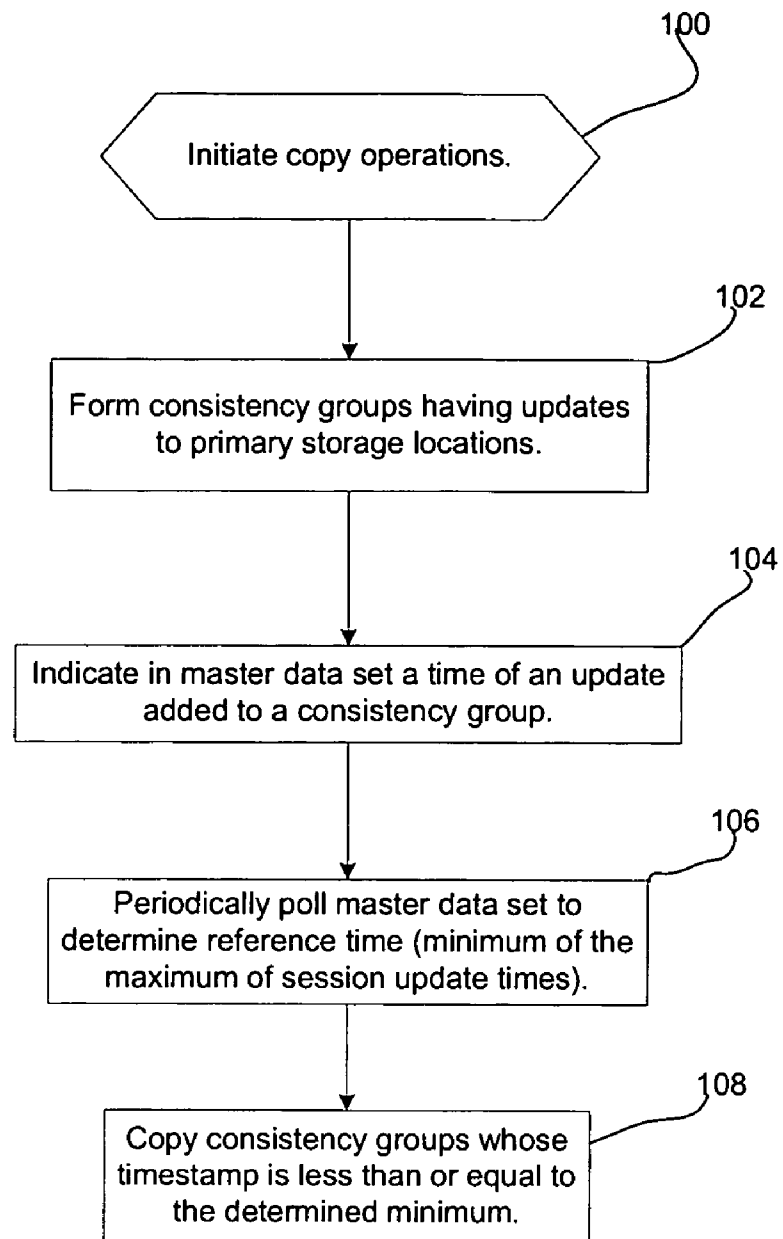 100
Initiate copy operations.
102
Form consistency groups having updates
to primary storage locations.
104
Indicate in master data set a time of an update
added to a consistency group.
106
Periodically poll master data set to
determine reference time (minimum of the
maximum of session update times).
108
Copy consistency groups whose
timestamp is less than or equal to
the determined minimum.